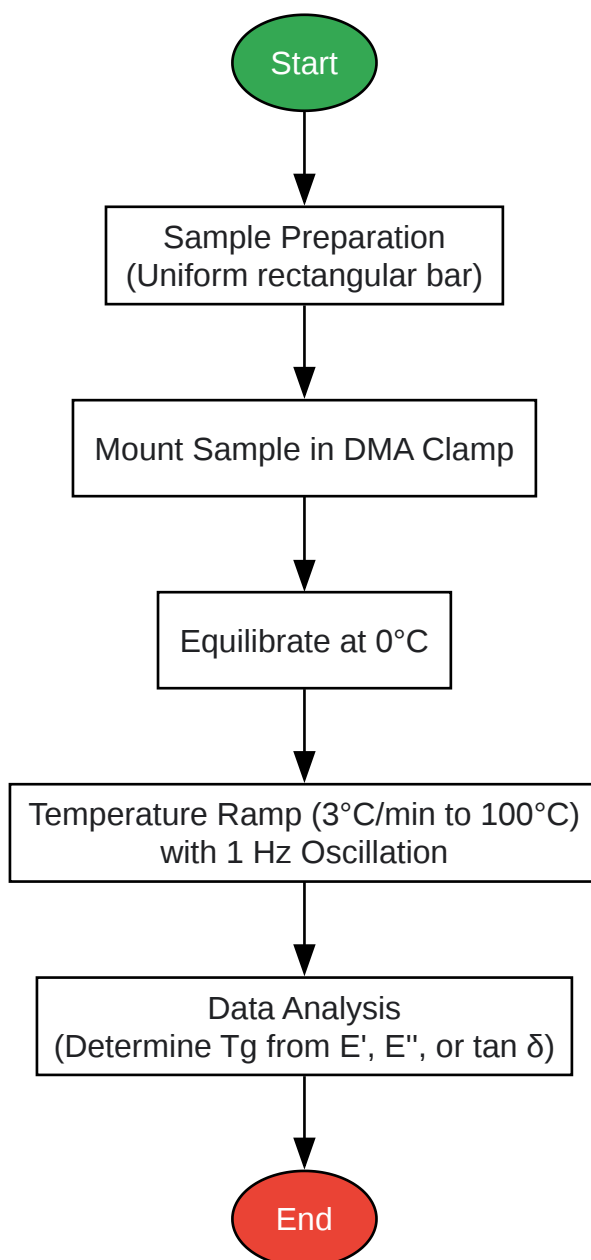 Start
Sample Preparation
(Uniform rectangular bar)
Mount Sample in DMA Clamp
Equilibrate at 0°C
Temperature Ramp (3°C/min to 100°C)
with 1 Hz Oscillation
Data Analysis
(Determine Tg from E', E'', or tan δ)
End